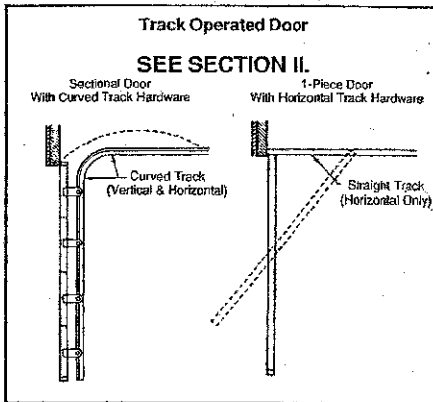 Track Operated Door
SEE SECTION II.
Sectional Door
With Curved Track Hardware
1-Piece Door
With Horizontal Track Hardware
Curved Track
(Vertical & Horizontal)
Straight Track
(Horizontal Only)